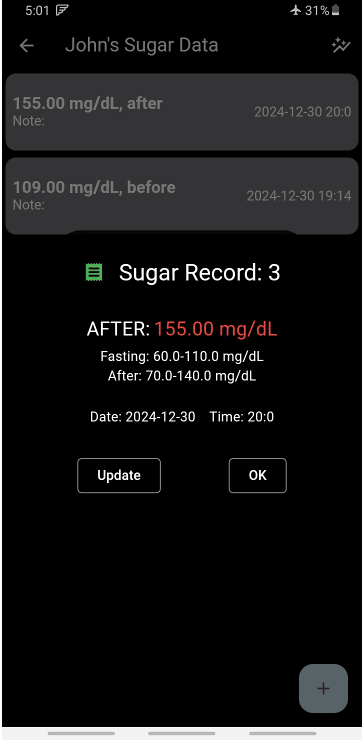 5:01 31%
John's Sugar Data
155.00 mg/dL, after
Note:
2024-12-30 20:0
109.00 mg/dL, before
Note:
2024-12-30 19:14
Sugar Record: 3
AFTER: 155.00 mg/dL
Fasting: 60.0-110.0 mg/dL
After: 70.0-140.0 mg/dL
Date: 2024-12-30 Time: 20:0
Update OK
+